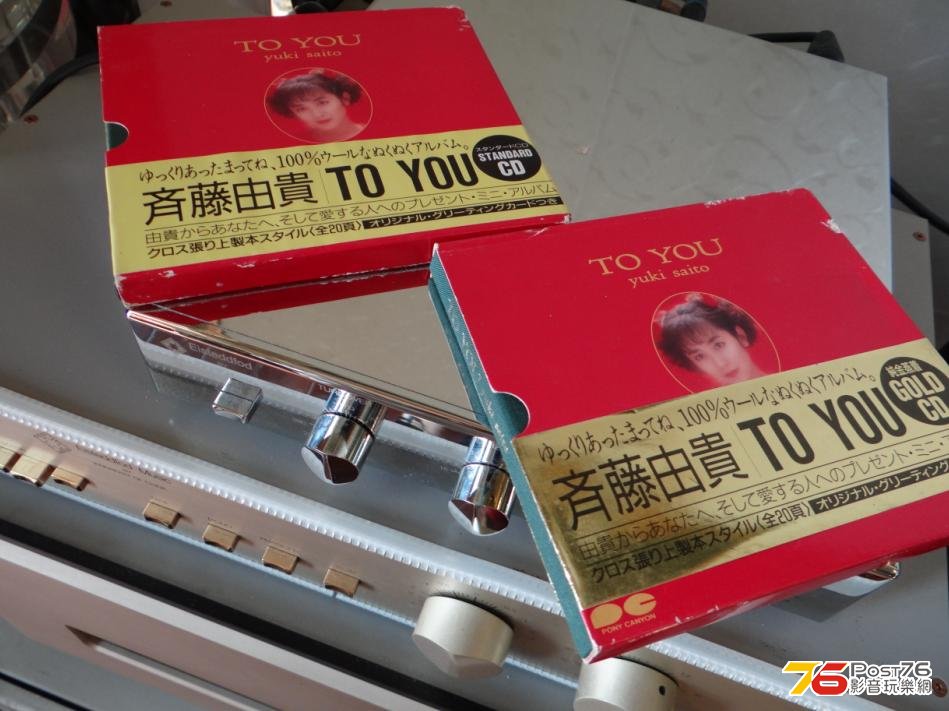 TO YOU
yuki saito
ゆっくりあったまってね、100%ウールなぬくぬくアルバム。
スタンダードCD
STANDARD
CD
斉藤由貴 TO YOU
由貴からあなたへ、そして愛する人へのプレゼント・ミニ・アルバム
クロス張り上製本スタイル〈全20頁〉オリジナル・グリーティングカードつき
TO YOU
yuki saito
ゆっくりあったまってね、100%ウールなぬくぬくアルバム。
純金蒸着
GOLD
CD
斉藤由貴 TO YOU
由貴からあなたへ、そして愛する人へのプレゼント・ミニ・
クロス張り上製本スタイル〈全20頁〉オリジナル・グリーティング
PC
PONY CANYON
Eisteddfod
76 POST76
影音玩樂網